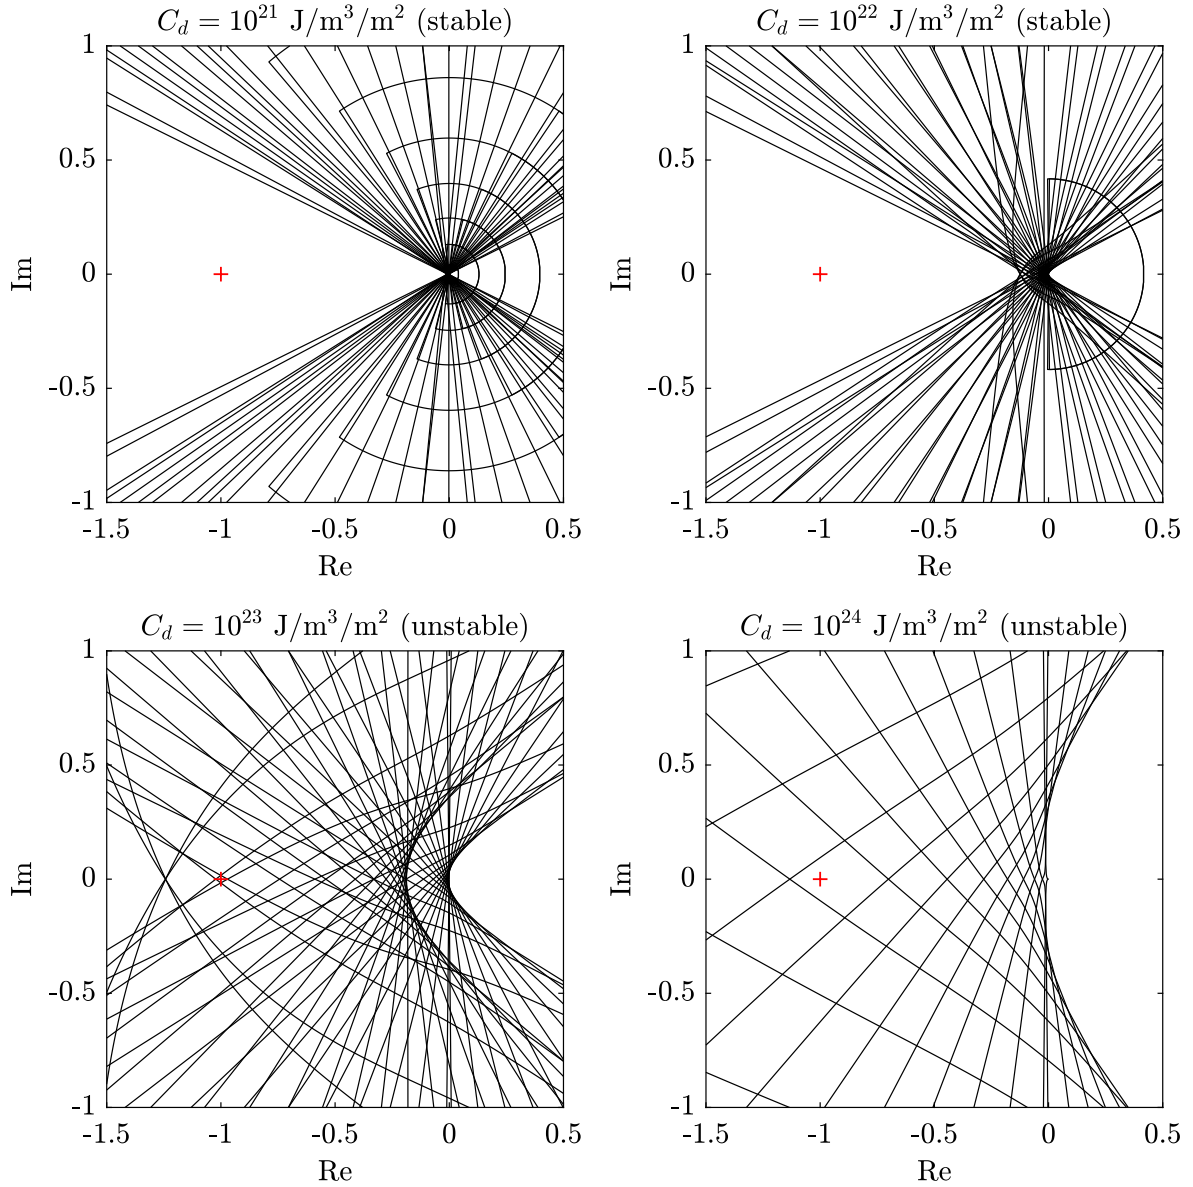 C_d = 10^21 J/m^3/m^2 (stable)
1
0.5
0
-0.5
-1
Im
-1.5 -1 -0.5 0 0.5
Re
C_d = 10^22 J/m^3/m^2 (stable)
1
0.5
0
-0.5
-1
Im
-1.5 -1 -0.5 0 0.5
Re
C_d = 10^23 J/m^3/m^2 (unstable)
1
0.5
0
-0.5
-1
Im
-1.5 -1 -0.5 0 0.5
Re
C_d = 10^24 J/m^3/m^2 (unstable)
1
0.5
0
-0.5
-1
Im
-1.5 -1 -0.5 0 0.5
Re